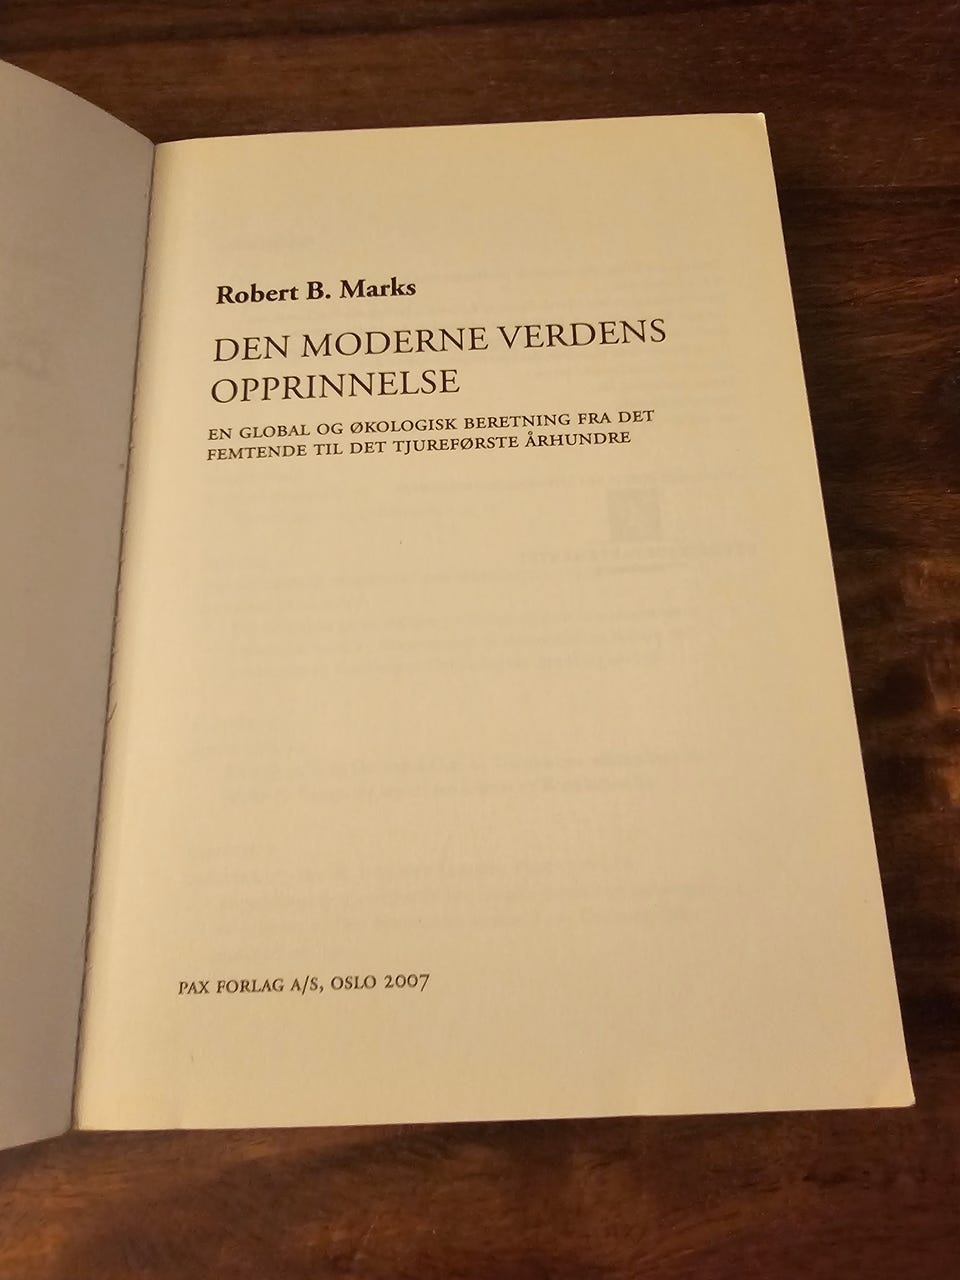 Robert B. Marks
DEN MODERNE VERDENS
OPPRINNELSE
EN GLOBAL OG ØKOLOGISK BERETNING FRA DET
FEMTENDE TIL DET TJUREFØRSTE ÅRHUNDRE
PAX FORLAG A/S, OSLO 2007